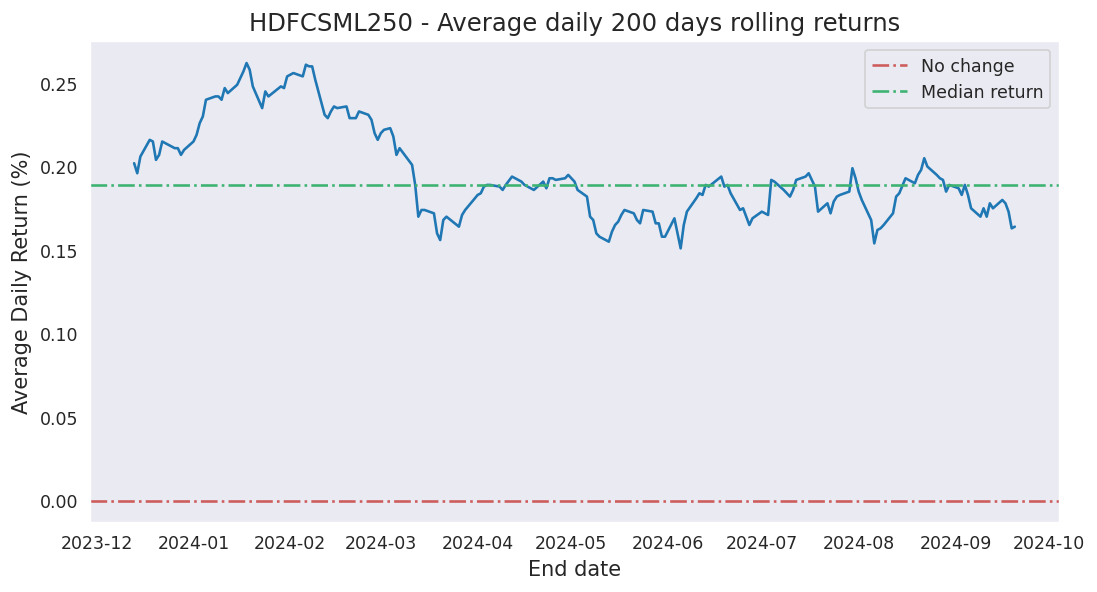 HDFCSML250 - Average daily 200 days rolling returns
No change
Median return
Average Daily Return (%)
0.25
0.20
0.15
0.10
0.05
0.00
2023-12 2024-01 2024-02 2024-03 2024-04 2024-05 2024-06 2024-07 2024-08 2024-09 2024-10
End date